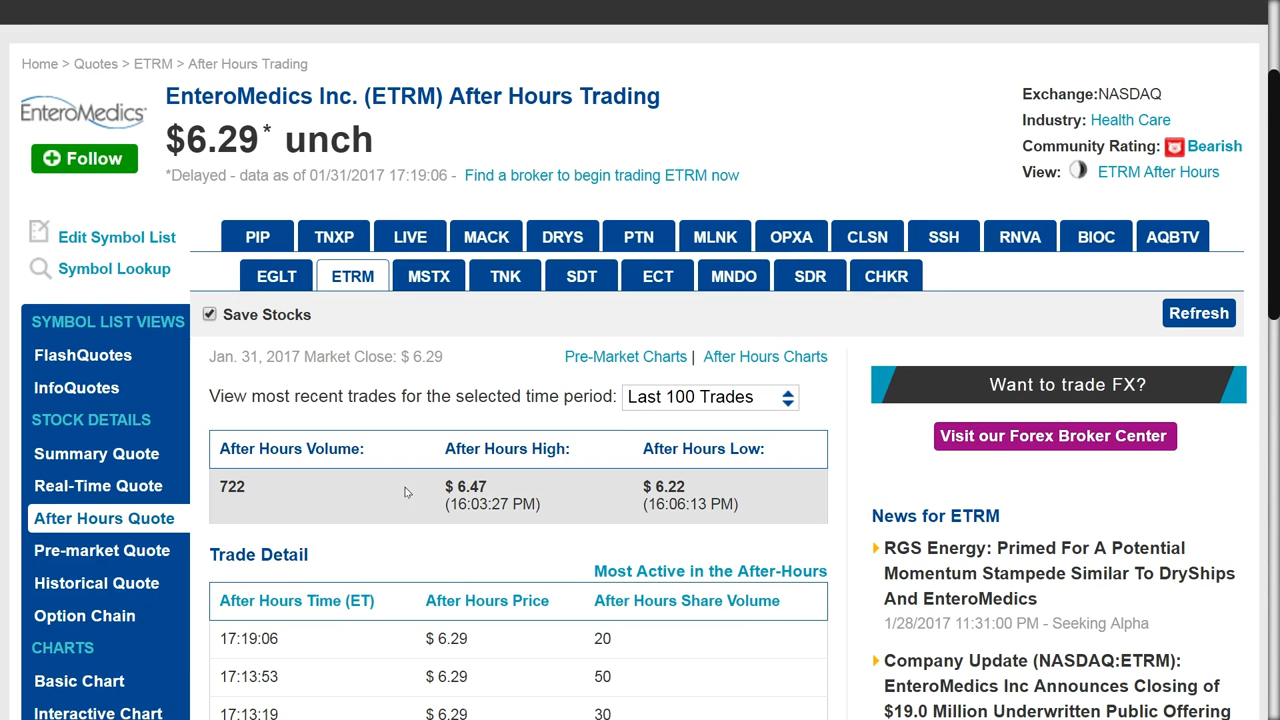 Home > Quotes > ETRM > After Hours Trading
EnteroMedics
EnteroMedics Inc. (ETRM) After Hours Trading
$6.29* unch
*Delayed - data as of 01/31/2017 17:19:06 - Find a broker to begin trading ETRM now
Follow
Exchange:NASDAQ
Industry: Health Care
Community Rating: Bearish
View: ETRM After Hours
Edit Symbol List
Symbol Lookup
PIP TNXP LIVE MACK DRYS PTN MLNK OPXA CLSN SSH RNVA BIOC AQBTV
EGLT ETRM MSTX TNK SDT ECT MNDO SDR CHKR
SYMBOL LIST VIEWS
FlashQuotes
InfoQuotes
STOCK DETAILS
Summary Quote
Real-Time Quote
After Hours Quote
Pre-market Quote
Historical Quote
Option Chain
CHARTS
Basic Chart
Interactive Chart
Save Stocks
Refresh
Jan. 31, 2017 Market Close: $ 6.29
Pre-Market Charts | After Hours Charts
View most recent trades for the selected time period: Last 100 Trades
After Hours Volume: After Hours High: After Hours Low:
722 $ 6.47 $ 6.22
(16:03:27 PM) (16:06:13 PM)
Trade Detail
Most Active in the After-Hours
After Hours Time (ET) After Hours Price After Hours Share Volume
17:19:06 $ 6.29 20
17:13:53 $ 6.29 50
17:13:19 $ 6.29 30
Want to trade FX?
Visit our Forex Broker Center
News for ETRM
RGS Energy: Primed For A Potential
Momentum Stampede Similar To DryShips
And EnteroMedics
1/28/2017 11:31:00 PM - Seeking Alpha
Company Update (NASDAQ:ETRM):
EnteroMedics Inc Announces Closing of
$19.0 Million Underwritten Public Offering